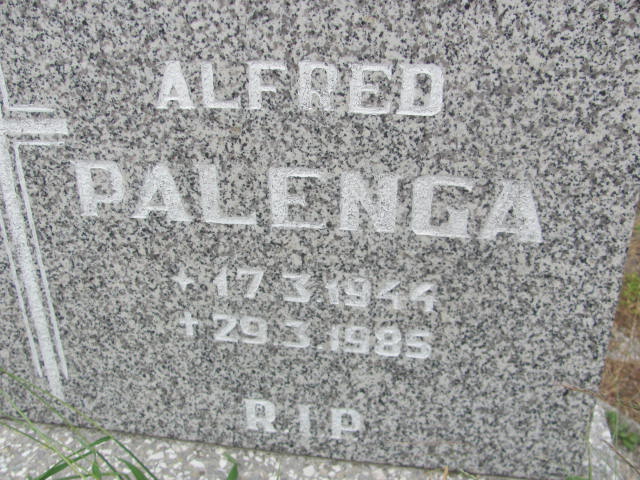 ALFRED
PALENGA
* 17.3.1944
+ 29.3.1985
R.I.P